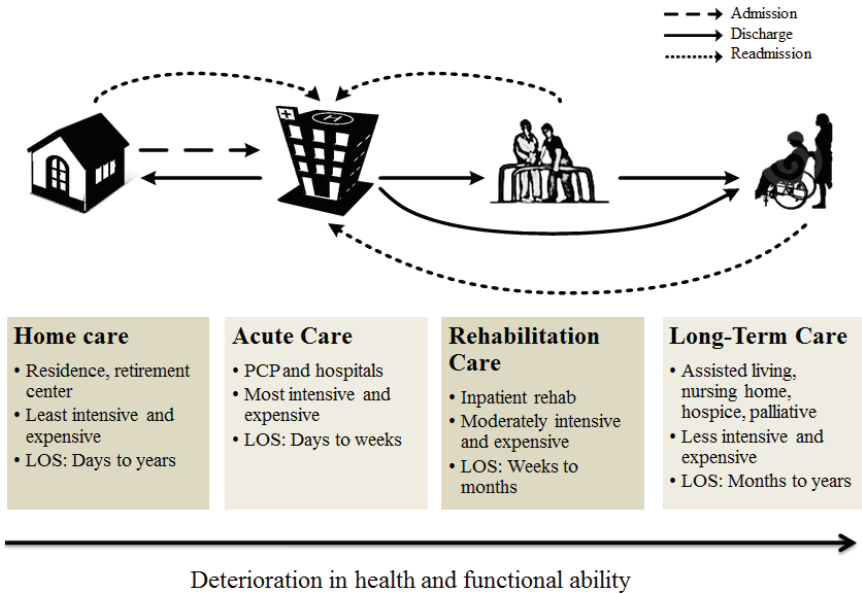 Admission
Discharge
Readmission
H
Home care
• Residence, retirement
center
• Least intensive and
expensive
• LOS: Days to years
Acute Care
• PCP and hospitals
• Most intensive and
expensive
• LOS: Days to weeks
Rehabilitation
Care
• Inpatient rehab
• Moderately intensive
and expensive
• LOS: Weeks to
months
Long-Term Care
• Assisted living,
nursing home,
hospice, palliative
• Less intensive and
expensive
• LOS: Months to years
Deterioration in health and functional ability